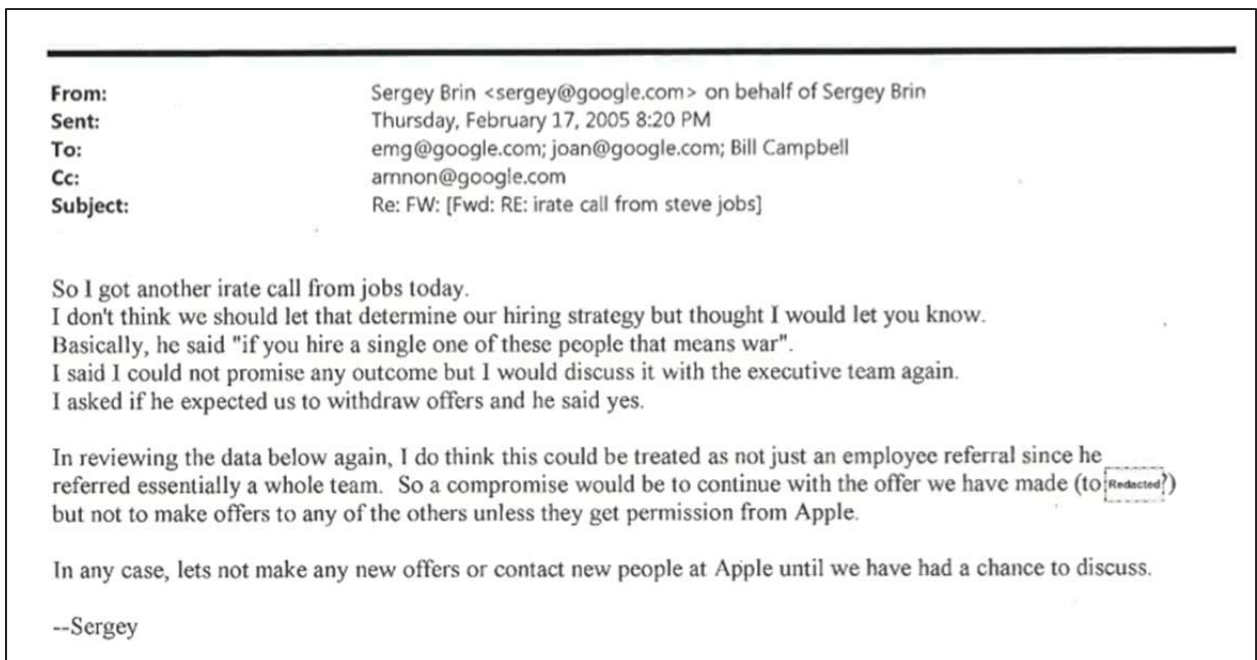 From: Sergey Brin <sergey@google.com> on behalf of Sergey Brin
Sent: Thursday, February 17, 2005 8:20 PM
To: emg@google.com; joan@google.com; Bill Campbell
Cc: arnnon@google.com
Subject: Re: FW: [Fwd: RE: irate call from steve jobs]
So I got another irate call from jobs today.
I don't think we should let that determine our hiring strategy but thought I would let you know.
Basically, he said "if you hire a single one of these people that means war".
I said I could not promise any outcome but I would discuss it with the executive team again.
I asked if he expected us to withdraw offers and he said yes.
In reviewing the data below again, I do think this could be treated as not just an employee referral since he
referred essentially a whole team. So a compromise would be to continue with the offer we have made (to Redacted?)
but not to make offers to any of the others unless they get permission from Apple.
In any case, lets not make any new offers or contact new people at Apple until we have had a chance to discuss.
--Sergey